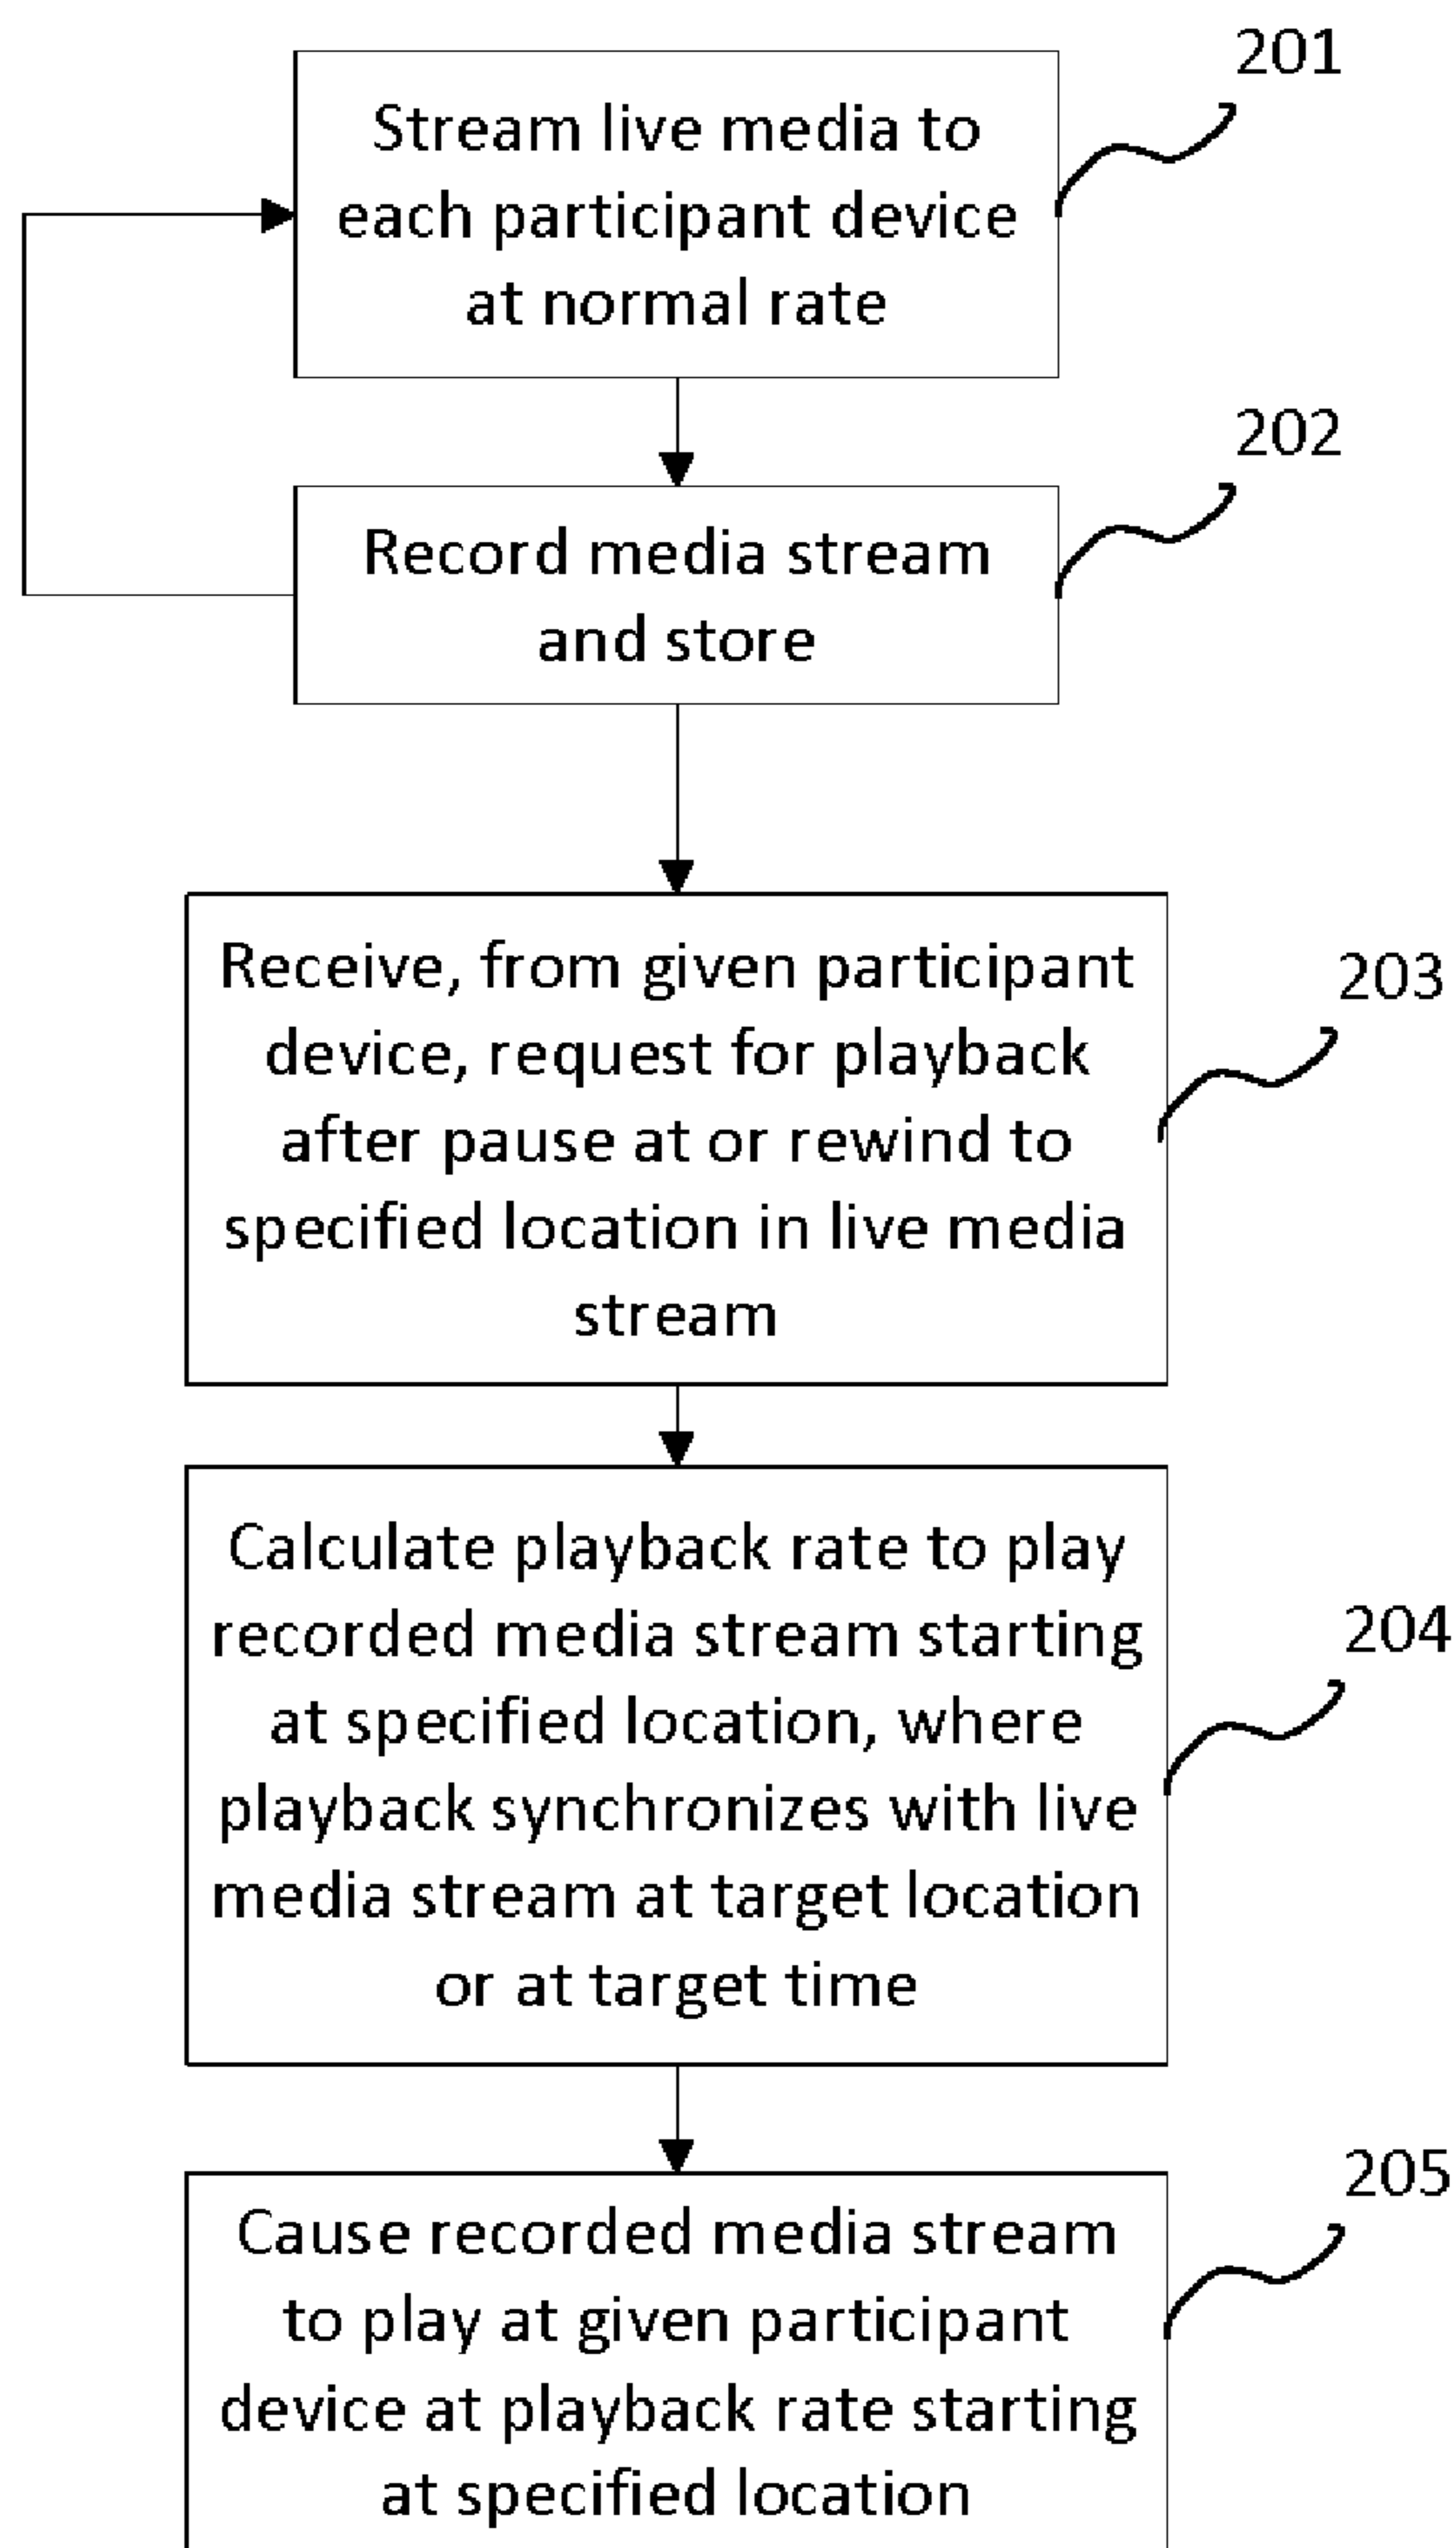 201
Stream live media to
each participant device
at normal rate
202
Record media stream
and store
203
Receive, from given participant
device, request for playback
after pause at or rewind to
specified location in live media
stream
204
Calculate playback rate to play
recorded media stream starting
at specified location, where
playback synchronizes with live
media stream at target location
or at target time
205
Cause recorded media stream
to play at given participant
device at playback rate starting
at specified location